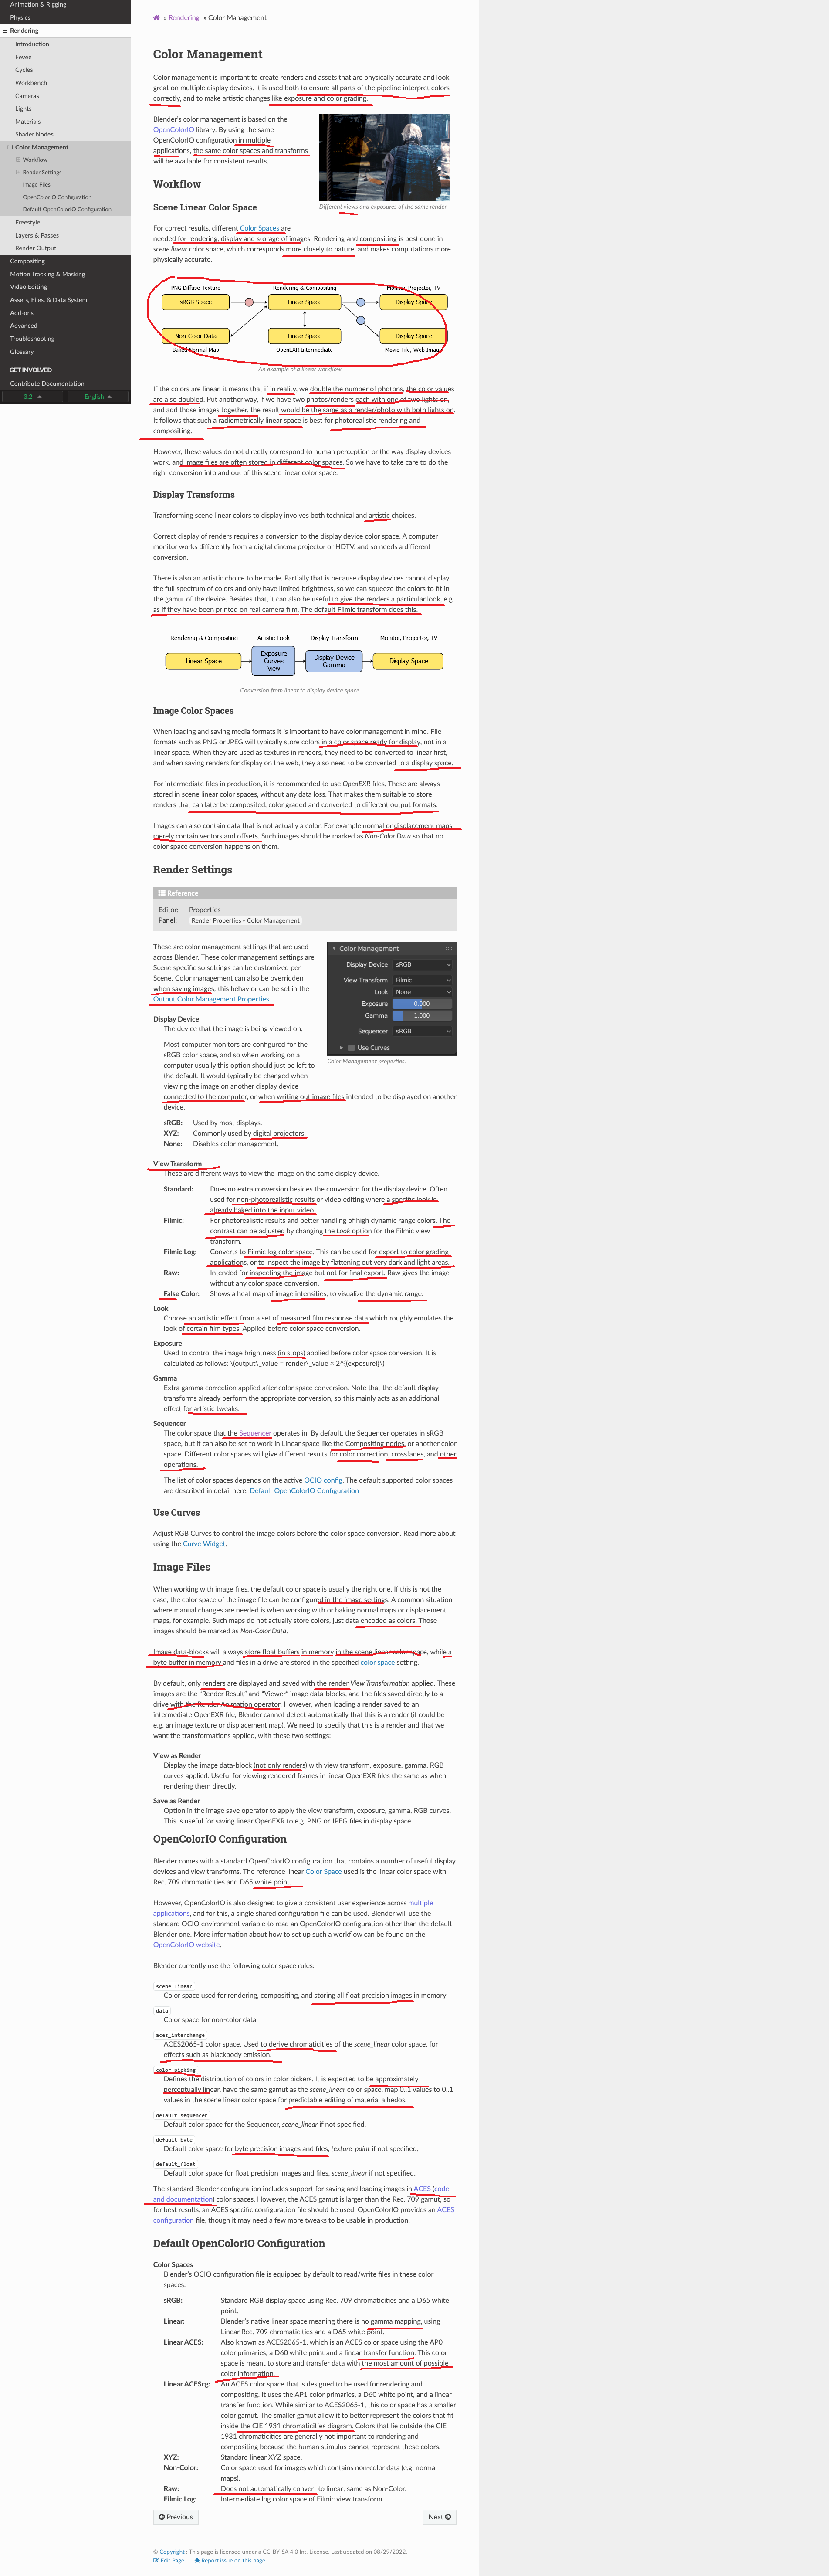 Animation & Rigging
Physics
Rendering
Introduction
Eevee
Cycles
Workbench
Cameras
Lights
Materials
Shader Nodes
Color Management
Workflow
Render Settings
Image Files
OpenColorIO Configuration
Default OpenColorIO Configuration
Freestyle
Layers & Passes
Render Output
Compositing
Motion Tracking & Masking
Video Editing
Assets, Files, & Data System
Add-ons
Advanced
Troubleshooting
Glossary
GET INVOLVED
Contribute Documentation
3.2
English
» Rendering » Color Management
Color Management
Color management is important to create renders and assets that are physically accurate and look
great on multiple display devices. It is used both to ensure all parts of the pipeline interpret colors
correctly, and to make artistic changes like exposure and color grading.
Blender's color management is based on the
OpenColorIO library. By using the same
OpenColorIO configuration in multiple
applications, the same color spaces and transforms
will be available for consistent results.
Different views and exposures of the same render.
Workflow
Scene Linear Color Space
For correct results, different Color Spaces are
needed for rendering, display and storage of images. Rendering and compositing is best done in
scene linear color space, which corresponds more closely to nature, and makes computations more
physically accurate.
PNG Diffuse Texture
Rendering & Compositing
Monitor, Projector, TV
sRGB Space
Linear Space
Display Space
Non-Color Data
Linear Space
Display Space
Baked Normal Map
OpenEXR Intermediate
Movie File, Web Image
An example of a linear workflow.
If the colors are linear, it means that if in reality, we double the number of photons, the color values
are also doubled. Put another way, if we have two photos/renders each with one of two lights on,
and add those images together, the result would be the same as a render/photo with both lights on.
It follows that such a radiometrically linear space is best for photorealistic rendering and
compositing.
However, these values do not directly correspond to human perception or the way display devices
work. and image files are often stored in different color spaces. So we have to take care to do the
right conversion into and out of this scene linear color space.
Display Transforms
Transforming scene linear colors to display involves both technical and artistic choices.
Correct display of renders requires a conversion to the display device color space. A computer
monitor works differently from a digital cinema projector or HDTV, and so needs a different
conversion.
There is also an artistic choice to be made. Partially that is because display devices cannot display
the full spectrum of colors and only have limited brightness, so we can squeeze the colors to fit in
the gamut of the device. Besides that, it can also be useful to give the renders a particular look, e.g.
as if they have been printed on real camera film. The default Filmic transform does this.
Rendering & Compositing
Artistic Look
Display Transform
Monitor, Projector, TV
Linear Space
Exposure
Curves
View
Display Device
Gamma
Display Space
Conversion from linear to display device space.
Image Color Spaces
When loading and saving media formats it is important to have color management in mind. File
formats such as PNG or JPEG will typically store colors in a color space ready for display, not in a
linear space. When they are used as textures in renders, they need to be converted to linear first,
and when saving renders for display on the web, they also need to be converted to a display space.
For intermediate files in production, it is recommended to use OpenEXR files. These are always
stored in scene linear color spaces, without any data loss. That makes them suitable to store
renders that can later be composited, color graded and converted to different output formats.
Images can also contain data that is not actually a color. For example normal or displacement maps
merely contain vectors and offsets. Such images should be marked as Non-Color Data so that no
color space conversion happens on them.
Render Settings
Reference
Editor: Properties
Panel: Render Properties ‣ Color Management
These are color management settings that are used
across Blender. These color management settings are
Scene specific so settings can be customized per
Scene. Color management can also be overridden
when saving images; this behavior can be set in the
Output Color Management Properties.
Color Management
Display Device sRGB
View Transform Filmic
Look None
Exposure 0.000
Gamma 1.000
Sequencer sRGB
Use Curves
Color Management properties.
Display Device
The device that the image is being viewed on.
Most computer monitors are configured for the
sRGB color space, and so when working on a
computer usually this option should just be left to
the default. It would typically be changed when
viewing the image on another display device
connected to the computer, or when writing out image files intended to be displayed on another
device.
sRGB: Used by most displays.
XYZ: Commonly used by digital projectors.
None: Disables color management.
View Transform
These are different ways to view the image on the same display device.
Standard: Does no extra conversion besides the conversion for the display device. Often
used for non-photorealistic results or video editing where a specific look is
already baked into the input video.
Filmic: For photorealistic results and better handling of high dynamic range colors. The
contrast can be adjusted by changing the Look option for the Filmic view
transform.
Filmic Log: Converts to Filmic log color space. This can be used for export to color grading
applications, or to inspect the image by flattening out very dark and light areas.
Raw: Intended for inspecting the image but not for final export. Raw gives the image
without any color space conversion.
False Color: Shows a heat map of image intensities, to visualize the dynamic range.
Look
Choose an artistic effect from a set of measured film response data which roughly emulates the
look of certain film types. Applied before color space conversion.
Exposure
Used to control the image brightness (in stops) applied before color space conversion. It is
calculated as follows: \(output\_value = render\_value × 2^{(exposure)}\)
Gamma
Extra gamma correction applied after color space conversion. Note that the default display
transforms already perform the appropriate conversion, so this mainly acts as an additional
effect for artistic tweaks.
Sequencer
The color space that the Sequencer operates in. By default, the Sequencer operates in sRGB
space, but it can also be set to work in Linear space like the Compositing nodes, or another color
space. Different color spaces will give different results for color correction, crossfades, and other
operations.
The list of color spaces depends on the active OCIO config. The default supported color spaces
are described in detail here: Default OpenColorIO Configuration
Use Curves
Adjust RGB Curves to control the image colors before the color space conversion. Read more about
using the Curve Widget.
Image Files
When working with image files, the default color space is usually the right one. If this is not the
case, the color space of the image file can be configured in the image settings. A common situation
where manual changes are needed is when working with or baking normal maps or displacement
maps, for example. Such maps do not actually store colors, just data encoded as colors. Those
images should be marked as Non-Color Data.
Image data-blocks will always store float buffers in memory in the scene linear color space, while a
byte buffer in memory and files in a drive are stored in the specified color space setting.
By default, only renders are displayed and saved with the render View Transformation applied. These
images are the "Render Result" and "Viewer" image data-blocks, and the files saved directly to a
drive with the Render Animation operator. However, when loading a render saved to an
intermediate OpenEXR file, Blender cannot detect automatically that this is a render (it could be
e.g. an image texture or displacement map). We need to specify that this is a render and that we
want the transformations applied, with these two settings:
View as Render
Display the image data-block (not only renders) with view transform, exposure, gamma, RGB
curves applied. Useful for viewing rendered frames in linear OpenEXR files the same as when
rendering them directly.
Save as Render
Option in the image save operator to apply the view transform, exposure, gamma, RGB curves.
This is useful for saving linear OpenEXR to e.g. PNG or JPEG files in display space.
OpenColorIO Configuration
Blender comes with a standard OpenColorIO configuration that contains a number of useful display
devices and view transforms. The reference linear Color Space used is the linear color space with
Rec. 709 chromaticities and D65 white point.
However, OpenColorIO is also designed to give a consistent user experience across multiple
applications, and for this, a single shared configuration file can be used. Blender will use the
standard OCIO environment variable to read an OpenColorIO configuration other than the default
Blender one. More information about how to set up such a workflow can be found on the
OpenColorIO website.
Blender currently use the following color space rules:
scene_linear
Color space used for rendering, compositing, and storing all float precision images in memory.
data
Color space for non-color data.
aces_interchange
ACES2065-1 color space. Used to derive chromaticities of the scene_linear color space, for
effects such as blackbody emission.
color_picking
Defines the distribution of colors in color pickers. It is expected to be approximately
perceptually linear, have the same gamut as the scene_linear color space, map 0..1 values to 0..1
values in the scene linear color space for predictable editing of material albedos.
default_sequencer
Default color space for the Sequencer, scene_linear if not specified.
default_byte
Default color space for byte precision images and files, texture_paint if not specified.
default_float
Default color space for float precision images and files, scene_linear if not specified.
The standard Blender configuration includes support for saving and loading images in ACES (code
and documentation) color spaces. However, the ACES gamut is larger than the Rec. 709 gamut, so
for best results, an ACES specific configuration file should be used. OpenColorIO provides an ACES
configuration file, though it may need a few more tweaks to be usable in production.
Default OpenColorIO Configuration
Color Spaces
Blender's OCIO configuration file is equipped by default to read/write files in these color
spaces:
sRGB: Standard RGB display space using Rec. 709 chromaticities and a D65 white
point.
Linear: Blender's native linear space meaning there is no gamma mapping, using
Linear Rec. 709 chromaticities and a D65 white point.
Linear ACES: Also known as ACES2065-1, which is an ACES color space using the AP0
color primaries, a D60 white point and a linear transfer function. This color
space is meant to store and transfer data with the most amount of possible
color information.
Linear ACEScg: An ACES color space that is designed to be used for rendering and
compositing. It uses the AP1 color primaries, a D60 white point, and a linear
transfer function. While similar to ACES2065-1, this color space has a smaller
color gamut. The smaller gamut allow it to better represent the colors that fit
inside the CIE 1931 chromaticities diagram. Colors that lie outside the CIE
1931 chromaticities are generally not important to rendering and
compositing because the human stimulus cannot represent these colors.
XYZ: Standard linear XYZ space.
Non-Color: Color space used for images which contains non-color data (e.g. normal
maps).
Raw: Does not automatically convert to linear; same as Non-Color.
Filmic Log: Intermediate log color space of Filmic view transform.
Previous
Next
© Copyright : This page is licensed under a CC-BY-SA 4.0 Int. License. Last updated on 08/29/2022.
Edit Page Report issue on this page